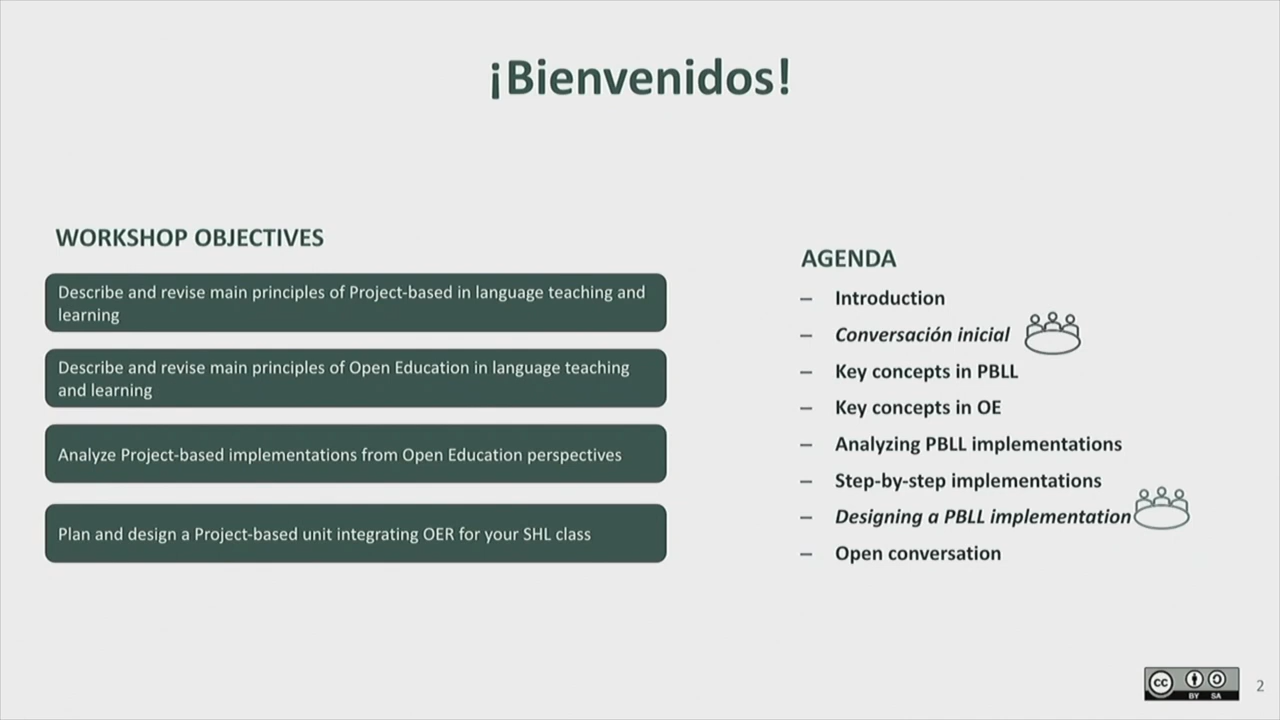 ¡Bienvenidos!
WORKSHOP OBJECTIVES
Describe and revise main principles of Project-based in language teaching and
learning
Describe and revise main principles of Open Education in language teaching
and learning
Analyze Project-based implementations from Open Education perspectives
Plan and design a Project-based unit integrating OER for your SHL class
AGENDA
– Introduction
– Conversación inicial
– Key concepts in PBLL
– Key concepts in OE
– Analyzing PBLL implementations
– Step-by-step implementations
– Designing a PBLL implementation
– Open conversation
cc BY SA
2